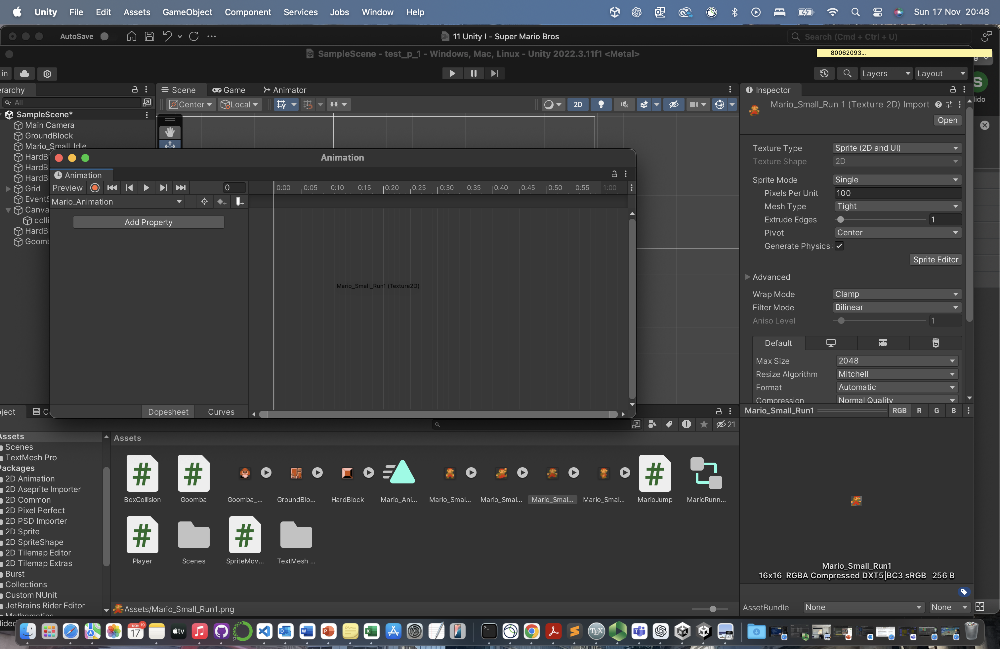 Unity File Edit Assets GameObject Component Services Jobs Window Help Sun 17 Nov 20:48
AutoSave 11 Unity I - Super Mario Bros Search (Cmd + Ctrl + U)
SampleScene - test_p_1 - Windows, Mac, Linux - Unity 2022.3.11f1 <Metal>
80062093...
in Layers Layout
erarchy Scene Game Animator Inspector
All Center Local 2D
Mario_Small_Run 1 (Texture 2D) Import
Open
SampleScene*
Main Camera
GroundBlock
Mario_Small_Idle
HardBl
HardBl
HardBl
Grid
EventS
Canva
colli
HardBl
Goomb
Animation
Animation
Preview 0 0:00 0:05 0:10 0:15 0:20 0:25 0:30 0:35 0:40 0:45 0:50 0:55 1:00
Mario_Animation
Add Property
Mario_Small_Run1 (Texture2D)
Dopesheet Curves
Texture Type Sprite (2D and UI)
Texture Shape 2D
Sprite Mode Single
Pixels Per Unit 100
Mesh Type Tight
Extrude Edges 1
Pivot Center
Generate Physics S
Sprite Editor
Advanced
Wrap Mode Clamp
Filter Mode Bilinear
Aniso Level 1
Default
Max Size 2048
Resize Algorithm Mitchell
Format Automatic
Compression Normal Quality
Mario_Small_Run1 RGB R G B
Mario_Small_Run1
16x16 RGBA Compressed DXT5|BC3 sRGB 256 B
AssetBundle None None
lido
oject C
21
Assets
Scenes
TextMesh Pro
Packages
2D Animation
2D Aseprite Importer
2D Common
2D Pixel Perfect
2D PSD Importer
2D Sprite
2D SpriteShape
2D Tilemap Editor
2D Tilemap Extras
Burst
Collections
Custom NUnit
JetBrains Rider Editor
Mathematics
Assets
BoxCollision Goomba Goomba_... GroundBlo... HardBlock Mario_Ani... Mario_Smal... Mario_Smal... Mario_Smal... Mario_Smal... MarioJump MarioRunn...
Player Scenes SpriteMov... TextMesh ...
Assets/Mario_Small_Run1.png
lided
NOV 17 19 tv
TEX